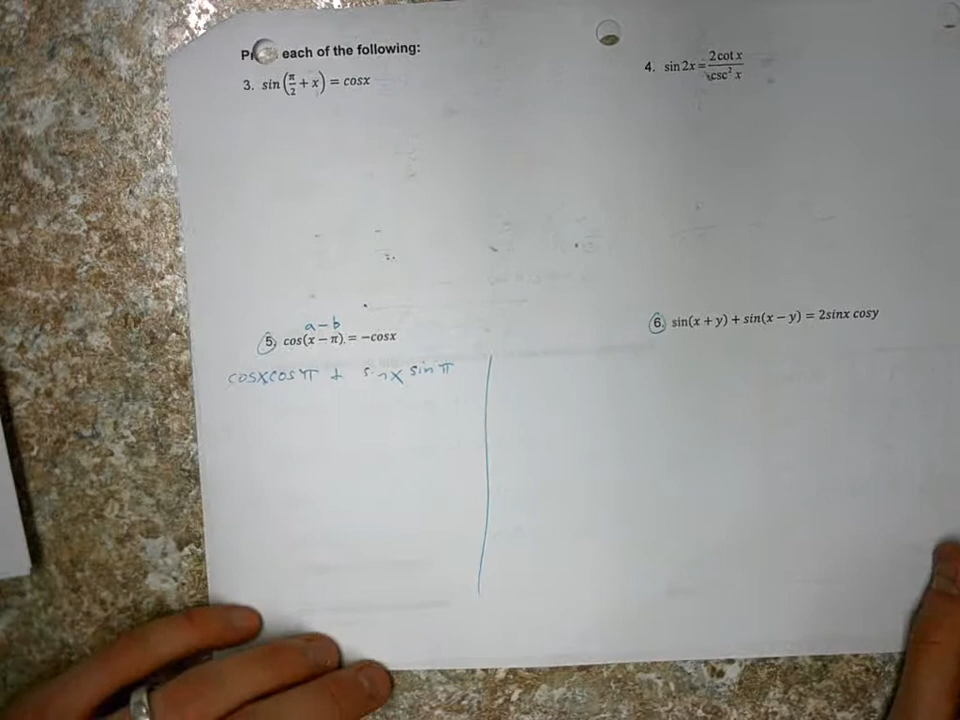 each of the following:
3. sin(π/2 + x) = cosx
4. sin 2x = 2cot x / csc² x
a - b
5. cos(x - π) = -cosx
cosxcosπ + sinx sinπ
6. sin(x + y) + sin(x - y) = 2sinx cosy